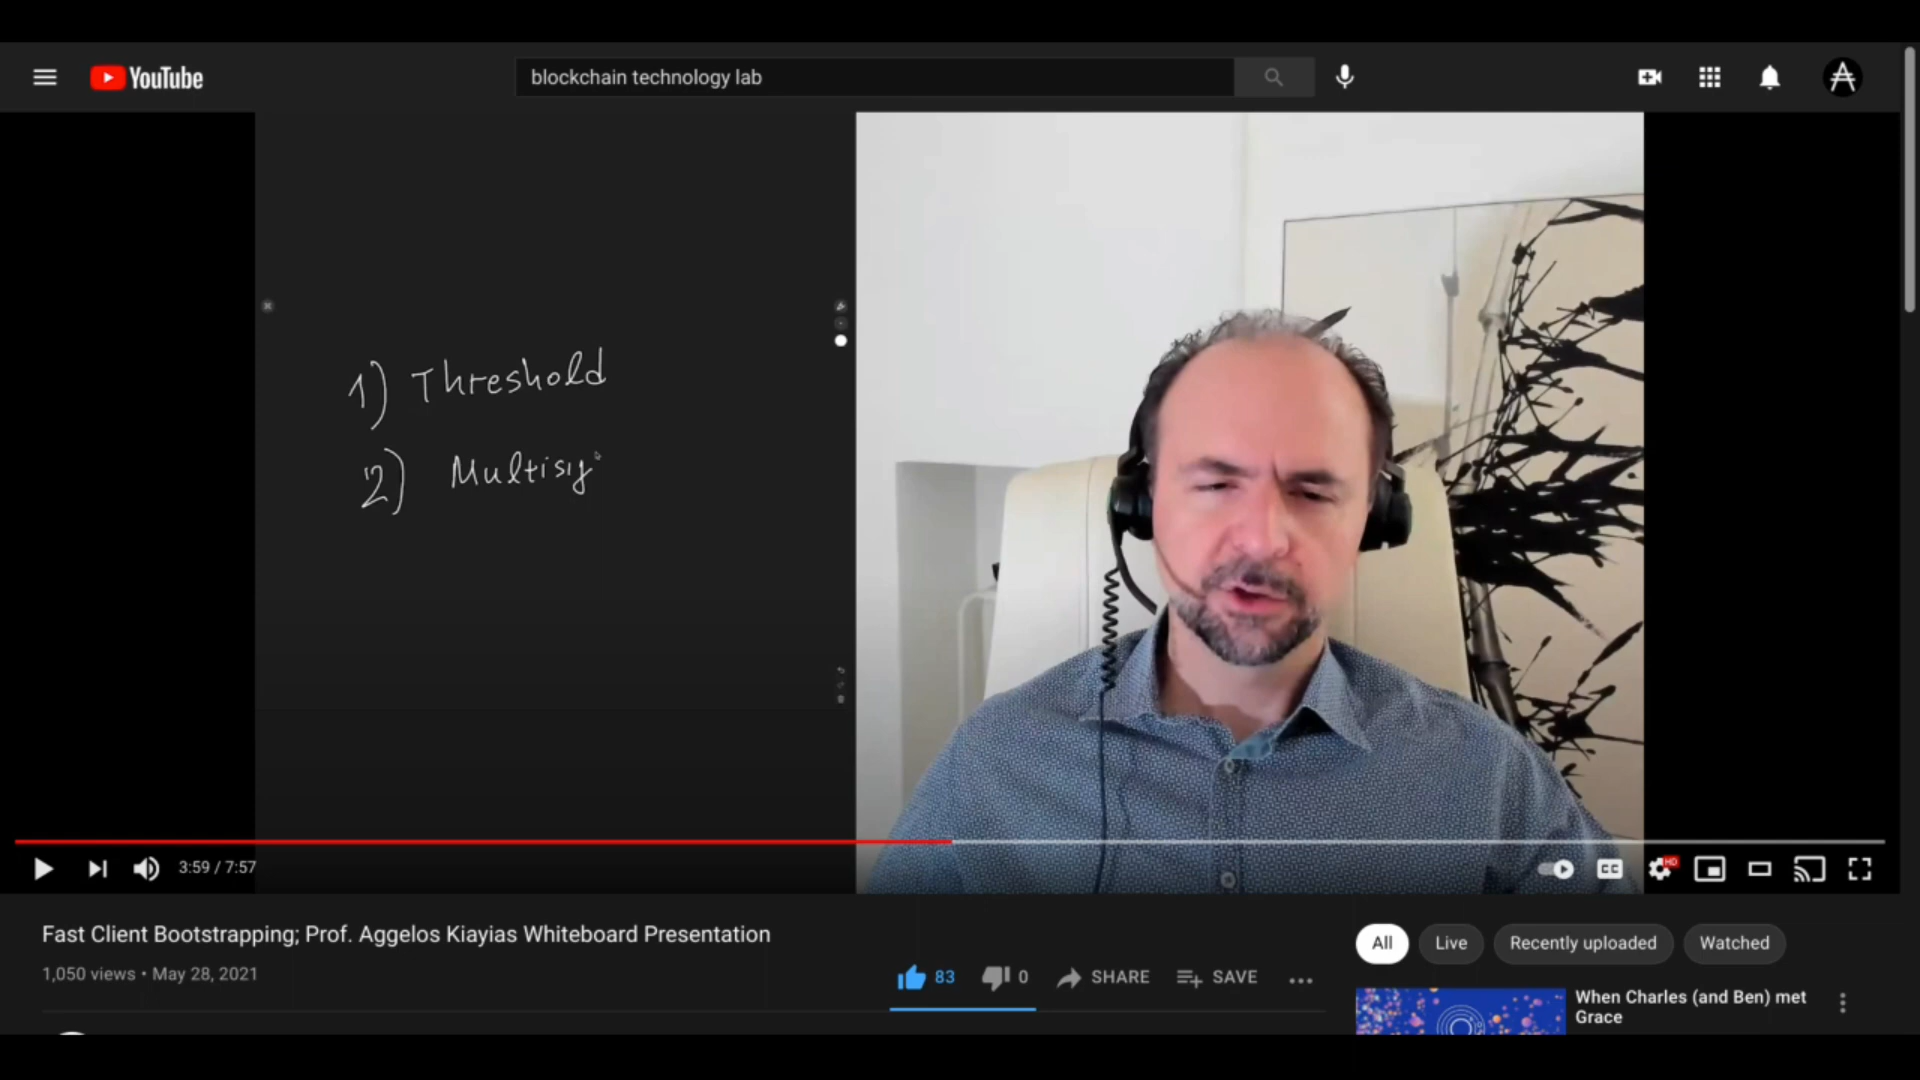 YouTube
blockchain technology lab
1) Threshold
2) Multisig
3:59 / 7:57
CC
HD
Fast Client Bootstrapping; Prof. Aggelos Kiayias Whiteboard Presentation
1,050 views • May 28, 2021
83
0
SHARE
SAVE
All
Live
Recently uploaded
Watched
When Charles (and Ben) met
Grace